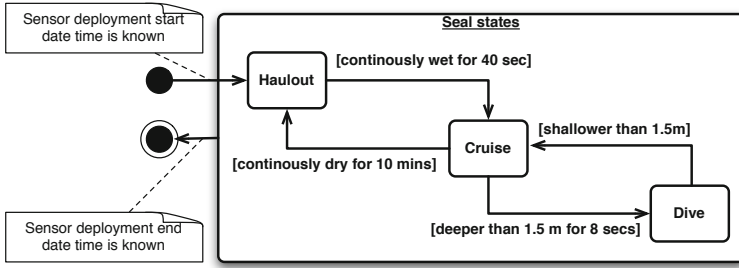 Sensor deployment start
date time is known
Seal states
Haulout
[continously wet for 40 sec]
Cruise
[shallower than 1.5m]
[continously dry for 10 mins]
Dive
[deeper than 1.5 m for 8 secs]
Sensor deployment end
date time is known